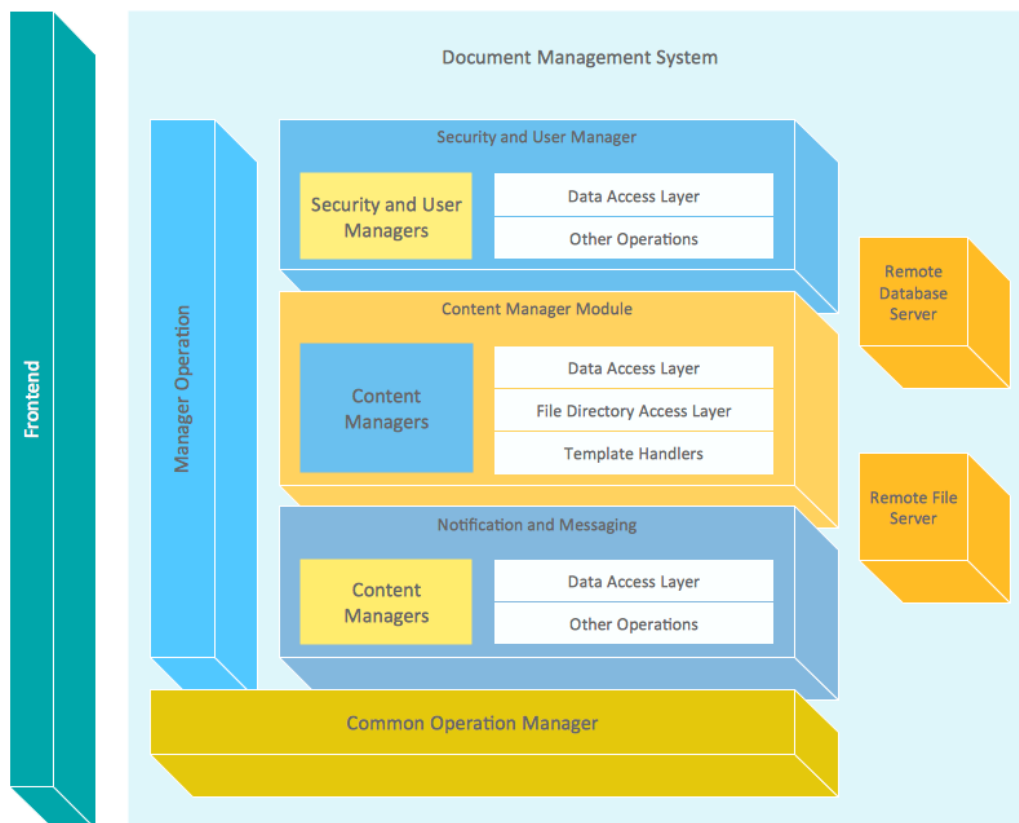 Document Management System
Frontend
Manager Operation
Security and User Manager
Security and User
Managers
Data Access Layer
Other Operations
Content Manager Module
Content
Managers
Data Access Layer
File Directory Access Layer
Template Handlers
Notification and Messaging
Content
Managers
Data Access Layer
Other Operations
Common Operation Manager
Remote
Database
Server
Remote File
Server